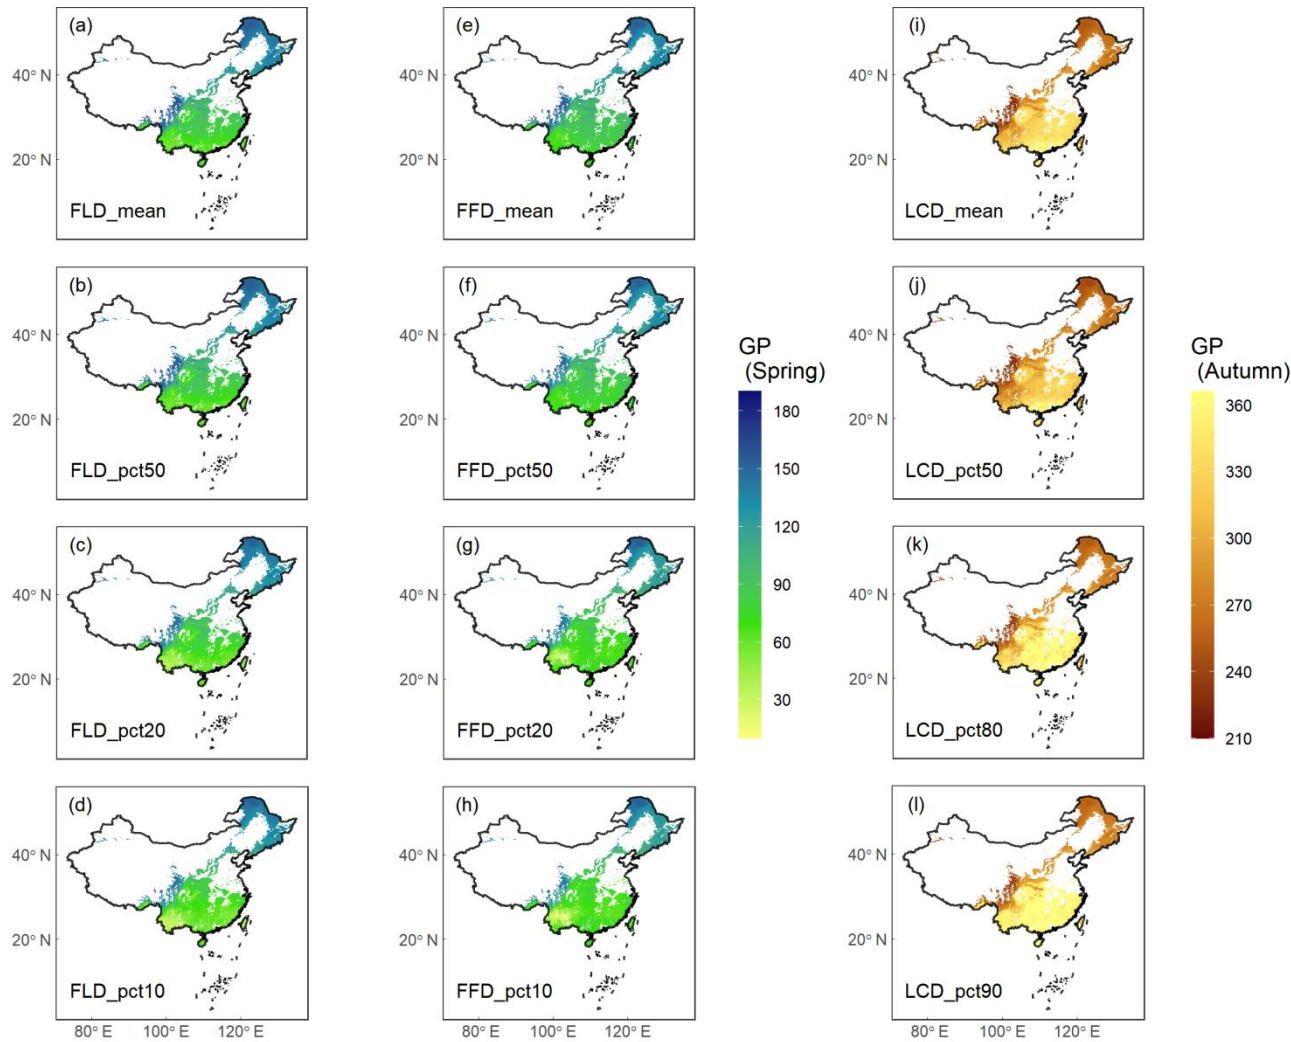 (a)
40° N
20° N
FLD_mean
(e)
40° N
20° N
FFD_mean
(i)
40° N
20° N
LCD_mean
(b)
40° N
20° N
FLD_pct50
(f)
40° N
20° N
FFD_pct50
(j)
40° N
20° N
LCD_pct50
GP
(Spring)
180
150
120
90
60
30
GP
(Autumn)
360
330
300
270
240
210
(c)
40° N
20° N
FLD_pct20
(g)
40° N
20° N
FFD_pct20
(k)
40° N
20° N
LCD_pct80
(d)
40° N
20° N
FLD_pct10
80° E 100° E 120° E
(h)
40° N
20° N
FFD_pct10
80° E 100° E 120° E
(l)
40° N
20° N
LCD_pct90
80° E 100° E 120° E